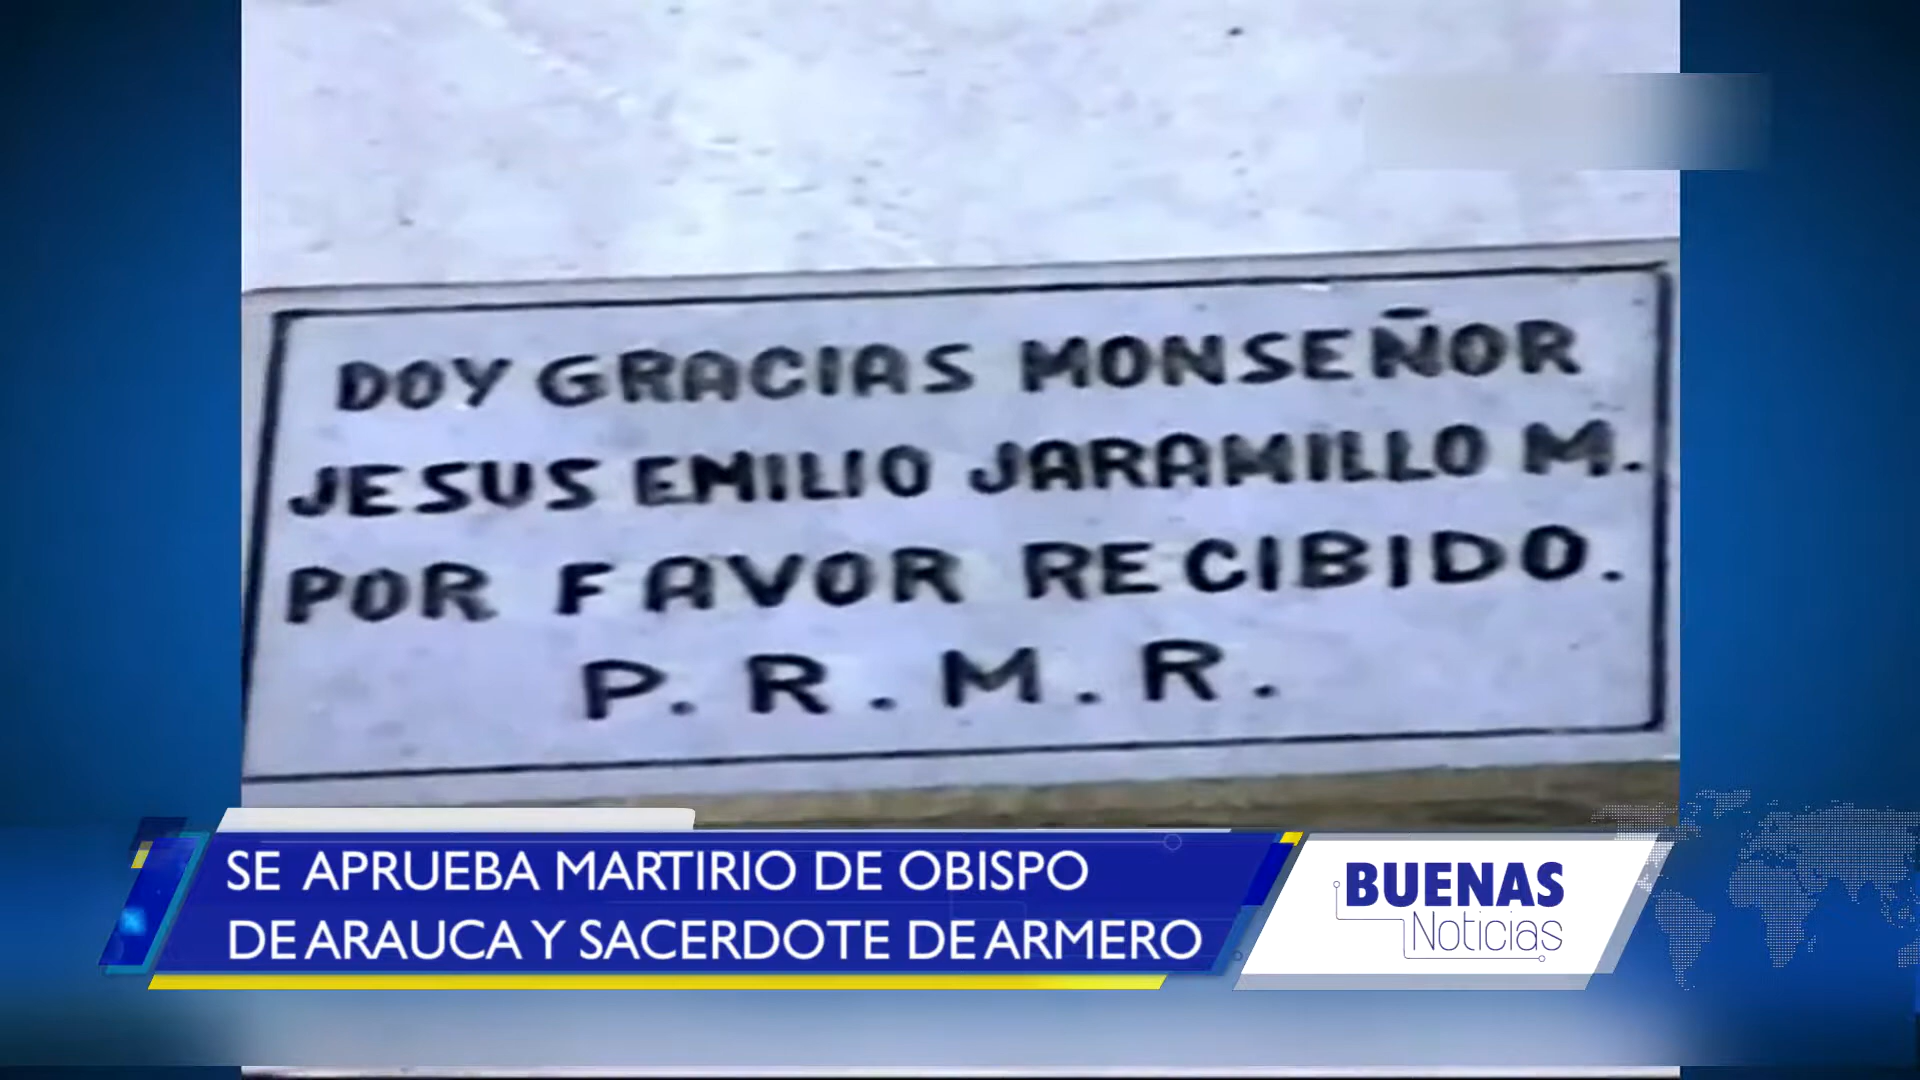 DOY GRACIAS MONSEÑOR
JESUS EMILIO JARAMILLO M.
POR FAVOR RECIBIDO.
P. R. M. R.
SE APRUEBA MARTIRIO DE OBISPO
DE ARAUCA Y SACERDOTE DE ARMERO
BUENAS
Noticias